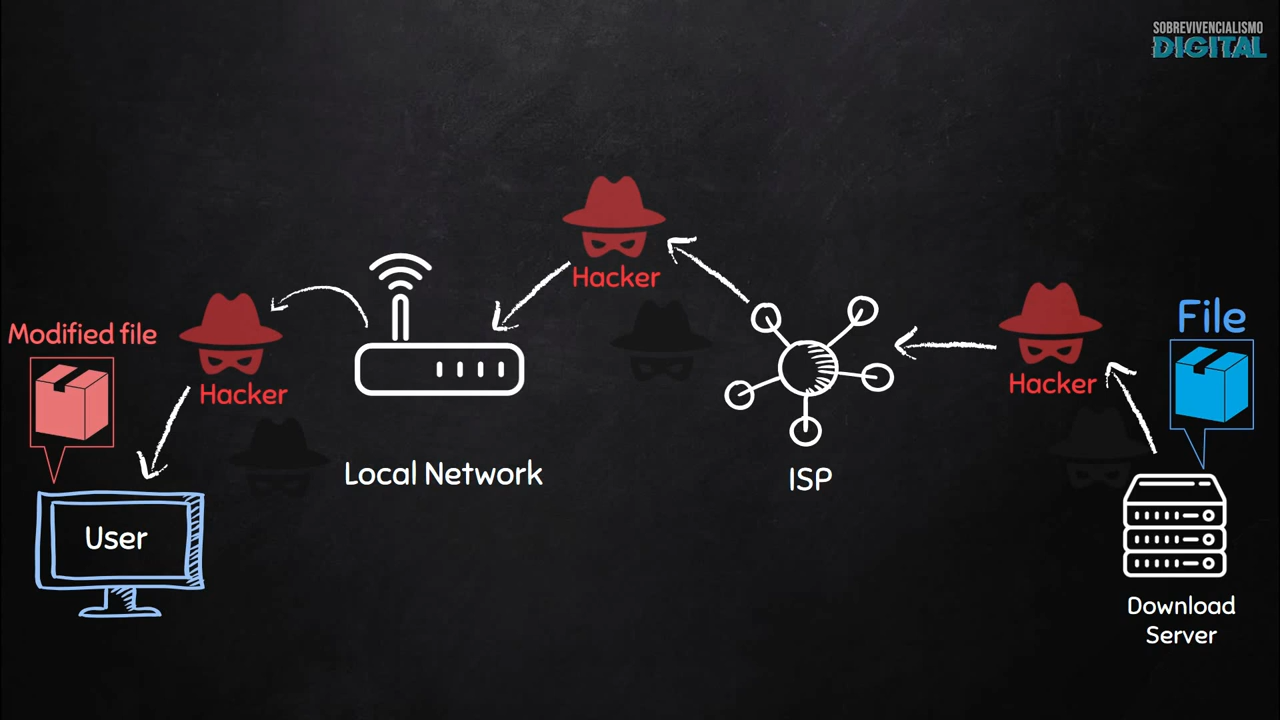 SOBREVIVENCIALISMO
DIGITAL
Hacker
File
Hacker
Modified file
Hacker
Hacker
Local Network
ISP
User
Download
Server